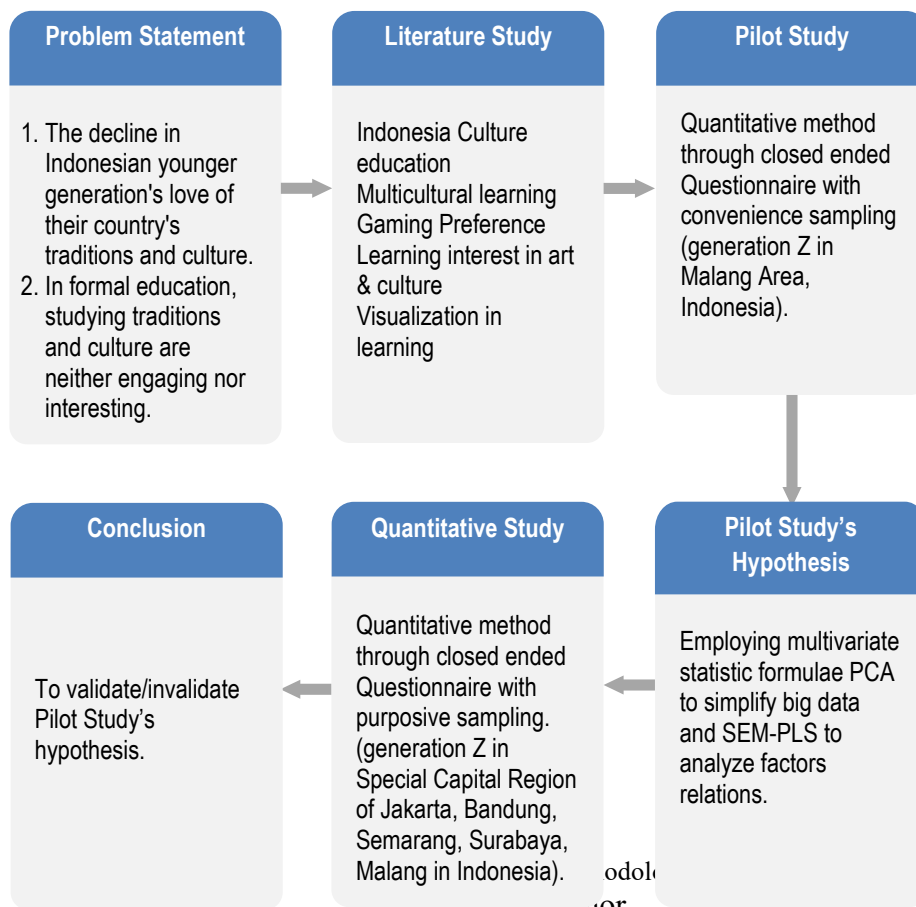 Problem Statement
1. The decline in
Indonesian younger
generation's love of
their country's
traditions and culture.
2. In formal education,
studying traditions
and culture are
neither engaging nor
interesting.
Literature Study
Indonesia Culture
education
Multicultural learning
Gaming Preference
Learning interest in art
& culture
Visualization in
learning
Pilot Study
Quantitative method
through closed ended
Questionnaire with
convenience sampling
(generation Z in
Malang Area,
Indonesia).
Pilot Study’s
Hypothesis
Employing multivariate
statistic formulae PCA
to simplify big data
and SEM-PLS to
analyze factors
relations.
Quantitative Study
Quantitative method
through closed ended
Questionnaire with
purposive sampling.
(generation Z in
Special Capital Region
of Jakarta, Bandung,
Semarang, Surabaya,
Malang in Indonesia).
Conclusion
To validate/invalidate
Pilot Study’s
hypothesis.